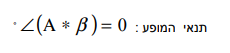 תנאי המופע : ∠(A ∗ β) = 0 °